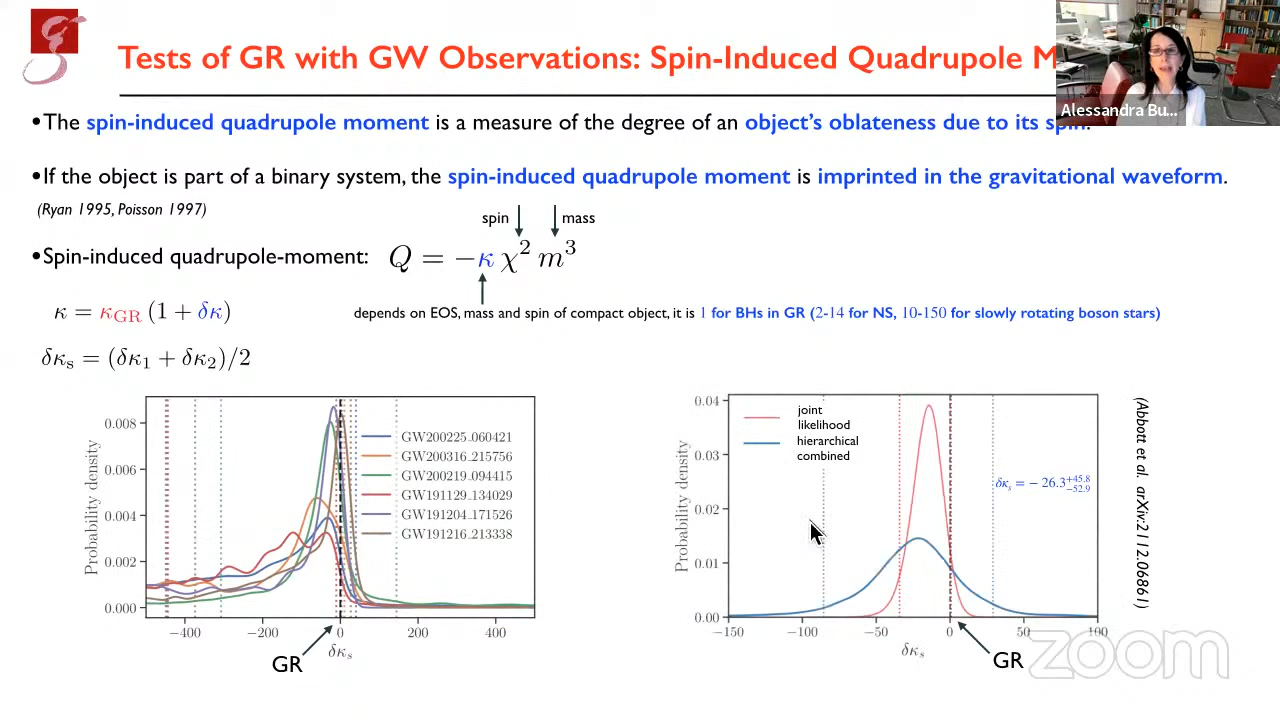 Tests of GR with GW Observations: Spin-Induced Quadrupole M
Alessandra Bu...
•The spin-induced quadrupole moment is a measure of the degree of an object's oblateness due to its spin.
•If the object is part of a binary system, the spin-induced quadrupole moment is imprinted in the gravitational waveform.
(Ryan 1995, Poisson 1997)
spin
mass
•Spin-induced quadrupole-moment: Q = −κ χ² m³
κ = κ_GR (1 + δκ)
depends on EOS, mass and spin of compact object, it is 1 for BHs in GR (2-14 for NS, 10-150 for slowly rotating boson stars)
δκ_s = (δκ₁ + δκ₂)/2
Probability density
0.008
0.006
0.004
0.002
0.000
GW200225_060421
GW200316_215756
GW200219_094415
GW191129_134029
GW191204_171526
GW191216_213338
−400
−200
0
200
400
δκ_s
GR
Probability density
0.04
0.03
0.02
0.01
0.00
joint
likelihood
hierarchical
combined
δκ_s = − 26.3^{+45.8}_{−52.9}
−150
−100
−50
0
50
100
δκ_s
GR
(Abbott et al. arXiv:2112.06861)
zoom